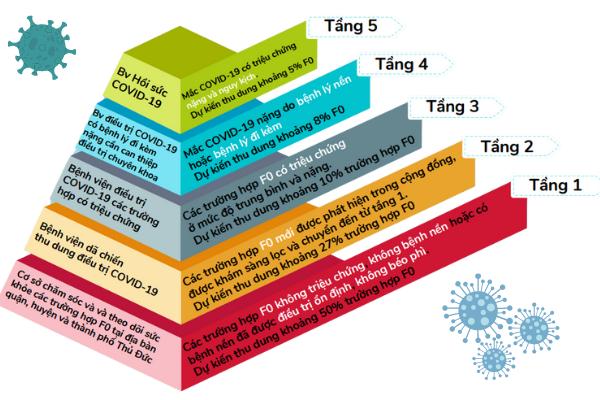 Tầng 5
Bv Hồi sức
COVID-19
Mắc COVID-19 có triệu chứng
nặng và nguy kịch.
Dự kiến thu dung khoảng 5% F0
Tầng 4
Bv điều trị COVID-19
có bệnh lý đi kèm
nặng cần can thiệp
điều trị chuyên khoa
Mắc COVID-19 nặng do bệnh lý nền
hoặc bệnh lý đi kèm
Dự kiến thu dung khoảng 8% F0
Tầng 3
Bệnh viện điều trị
COVID-19 các trường
hợp có triệu chứng
Các trường hợp F0 có triệu chứng
ở mức độ trung bình và nặng.
Dự kiến thu dung khoảng 10% trường hợp F0
Tầng 2
Bệnh viện dã chiến
thu dung điều trị COVID-19
Các trường hợp F0 mới được phát hiện trong cộng đồng,
được khám sàng lọc và chuyển đến từ tầng 1.
Dự kiến thu dung khoảng 27% trường hợp F0
Tầng 1
Cơ sở chăm sóc và và theo dõi sức
khỏe các trường hợp F0 tại địa bàn
quận, huyện và thành phố Thủ Đức
Các trường hợp F0 không triệu chứng, không bệnh nền hoặc có
bệnh nền đã được điều trị ổn định, không béo phì.
Dự kiến thu dung khoảng 50% trường hợp F0